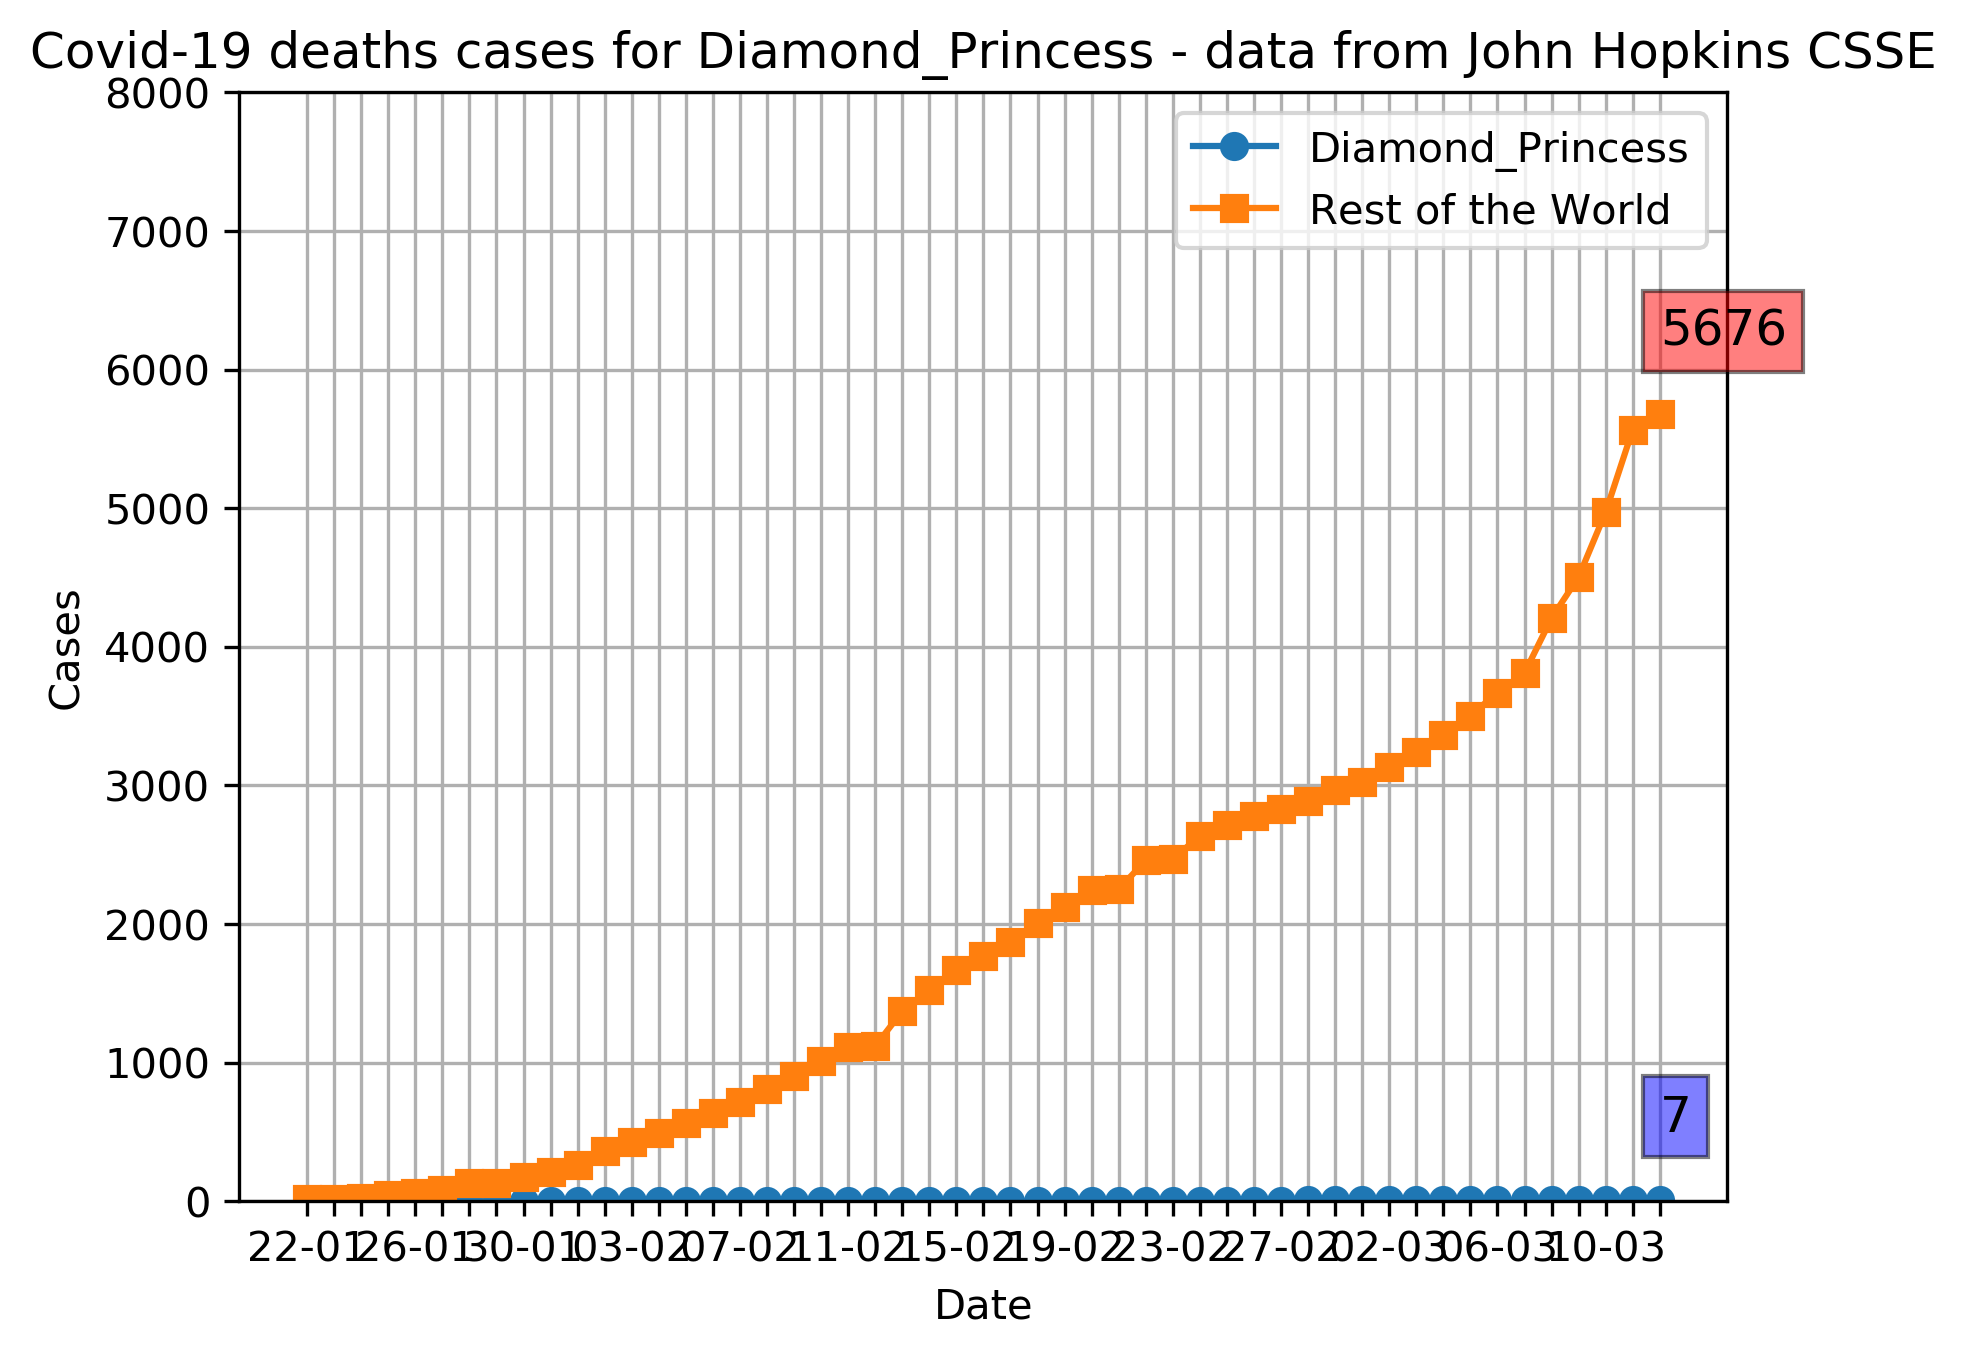 Covid-19 deaths cases for Diamond_Princess - data from John Hopkins CSSE
8000
7000
6000
5000
4000
3000
2000
1000
0
Cases
Diamond_Princess
Rest of the World
5676
7
22-01 26-01 30-01 03-02 07-02 11-02 15-02 19-02 23-02 27-02 02-03 06-03 10-03
Date